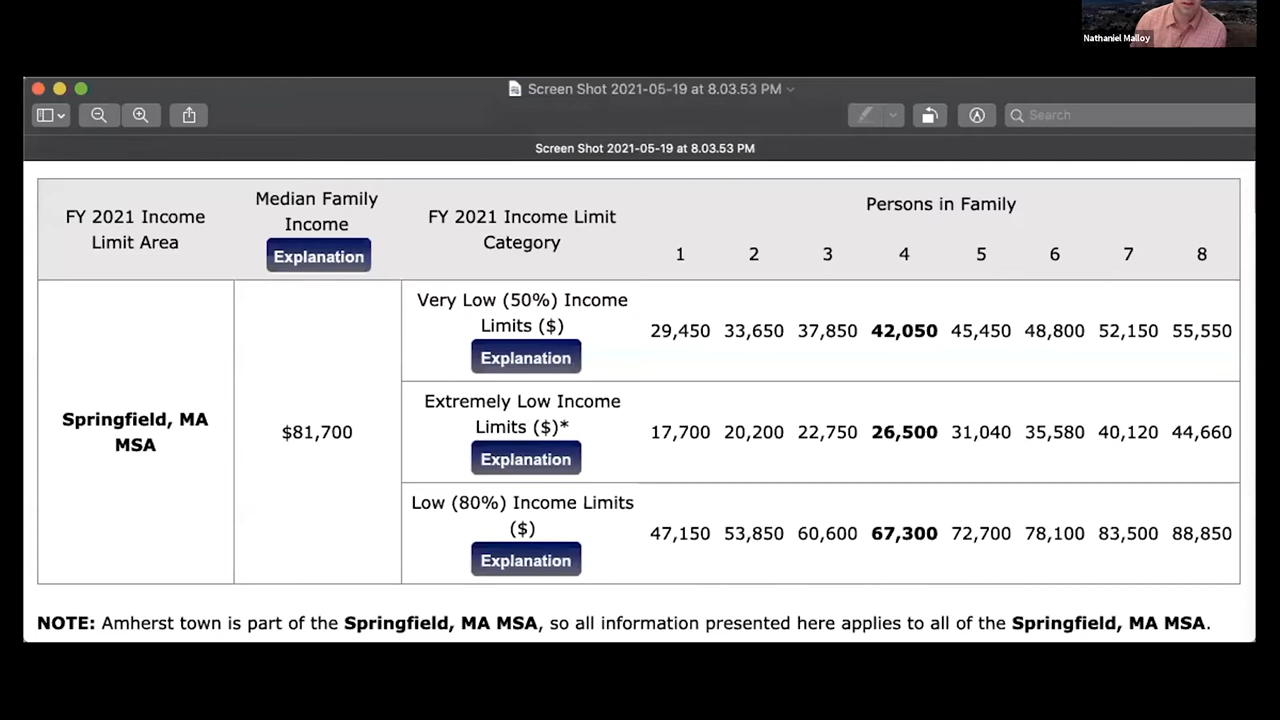 Nathaniel Malloy
Screen Shot 2021-05-19 at 8.03.53 PM
Search
Screen Shot 2021-05-19 at 8.03.53 PM
FY 2021 Income
Limit Area
Median Family
Income
Explanation
FY 2021 Income Limit
Category
Persons in Family
1 2 3 4 5 6 7 8
Springfield, MA
MSA
$81,700
Very Low (50%) Income
Limits ($)
Explanation
29,450 33,650 37,850 42,050 45,450 48,800 52,150 55,550
Extremely Low Income
Limits ($)*
Explanation
17,700 20,200 22,750 26,500 31,040 35,580 40,120 44,660
Low (80%) Income Limits
($)
Explanation
47,150 53,850 60,600 67,300 72,700 78,100 83,500 88,850
NOTE: Amherst town is part of the Springfield, MA MSA, so all information presented here applies to all of the Springfield, MA MSA.